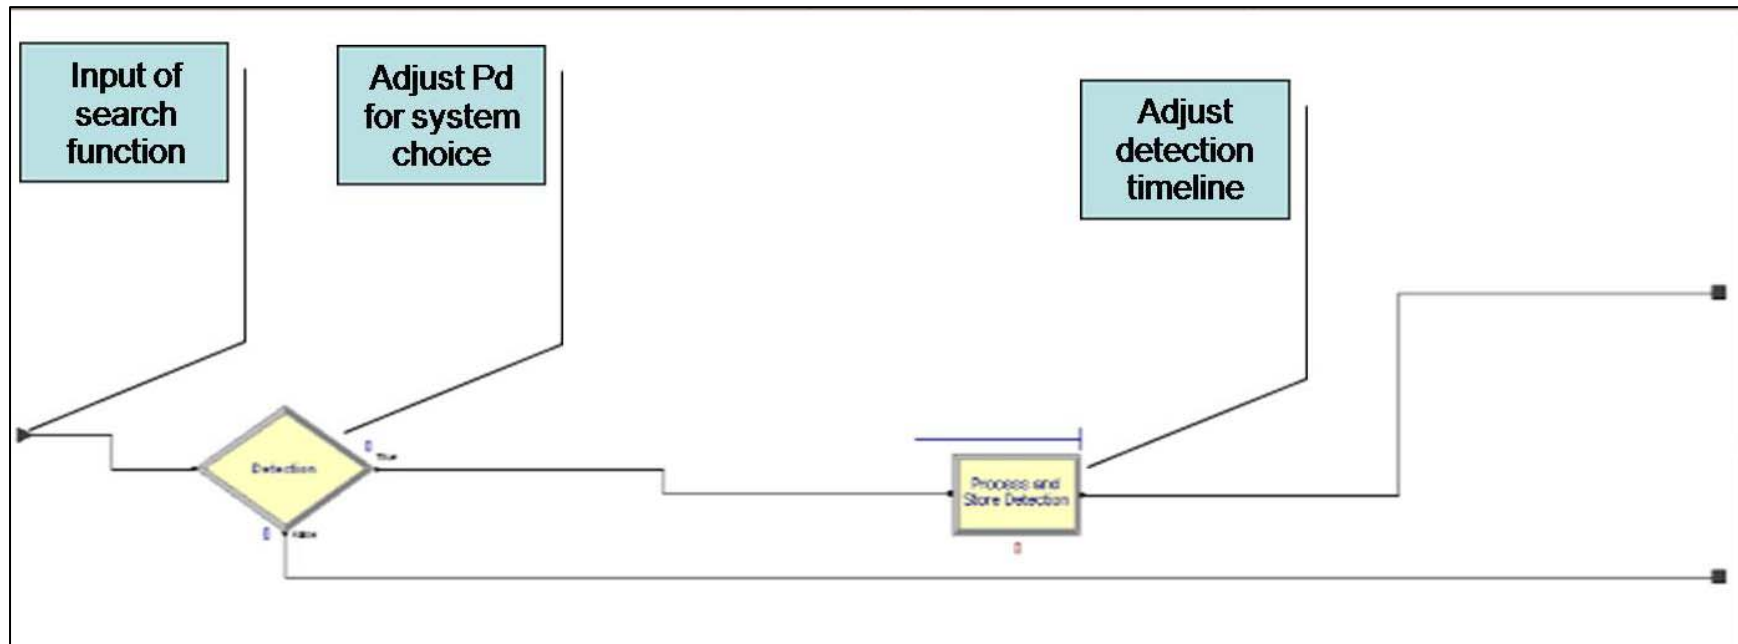 Input of
search
function
Adjust Pd
for system
choice
Adjust
detection
timeline
Detection
0
True
0
False
Process and
Store Detection
0